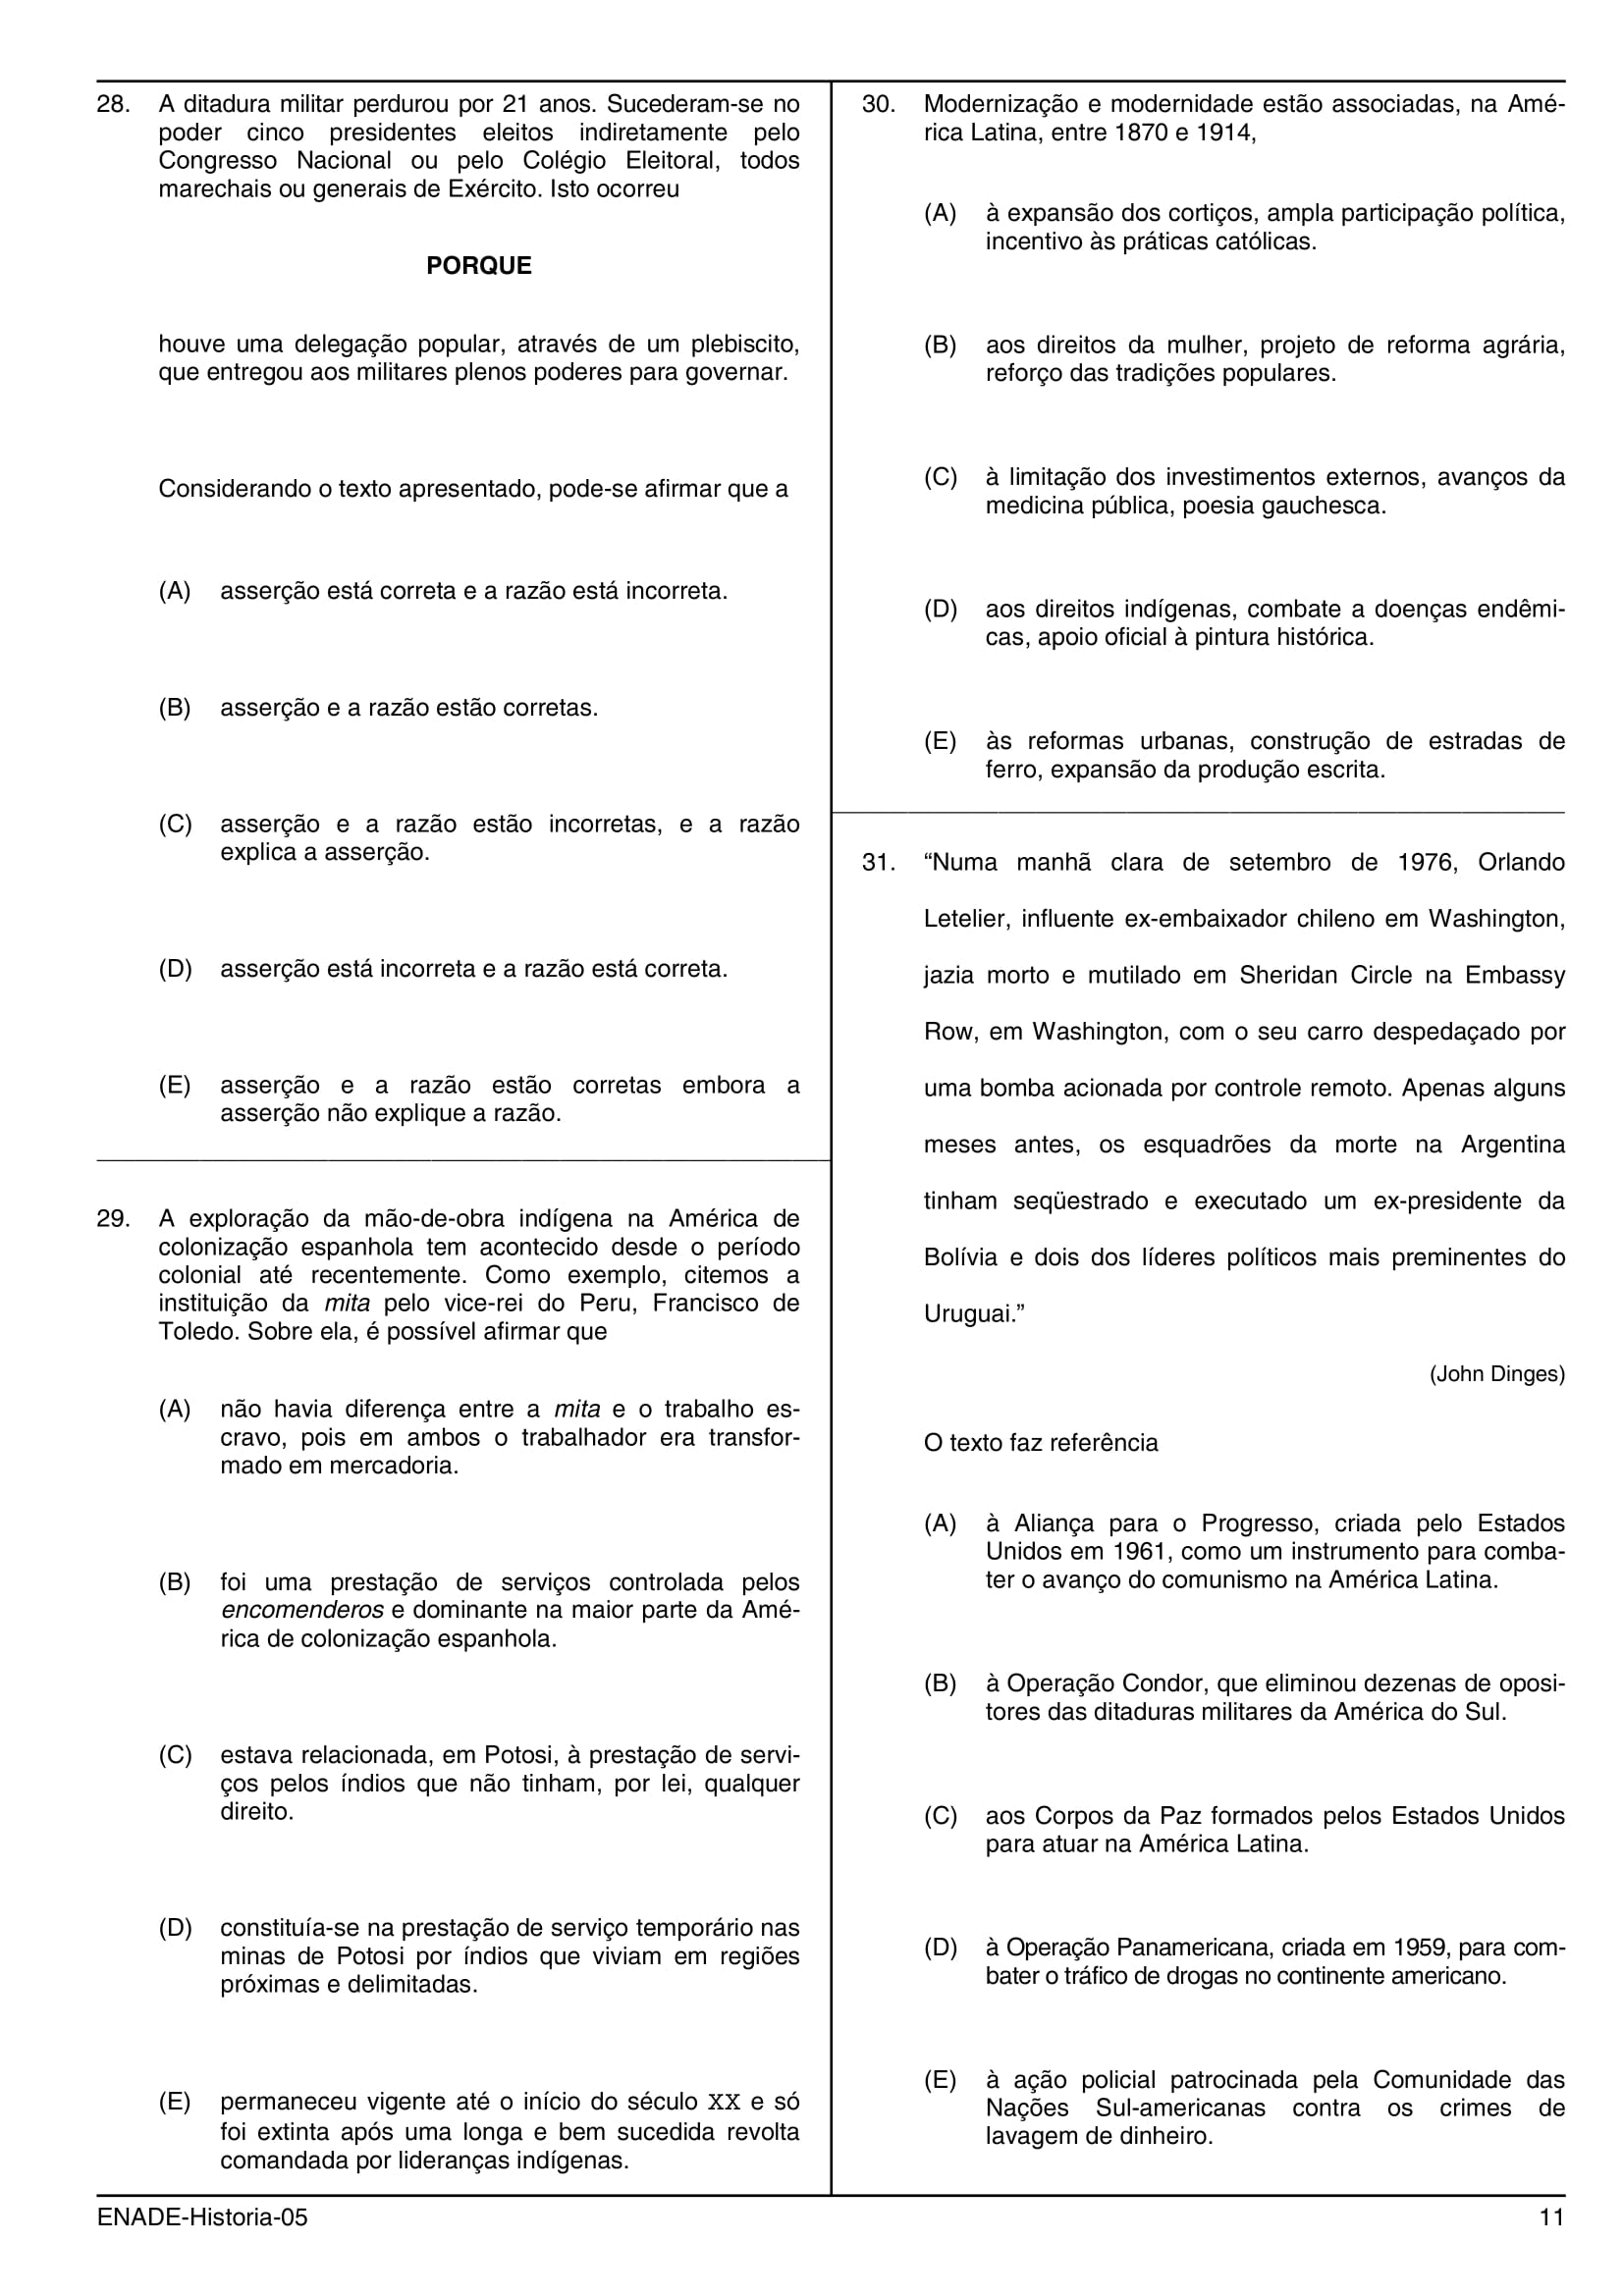 28. A ditadura militar perdurou por 21 anos. Sucederam-se no
poder cinco presidentes eleitos indiretamente pelo
Congresso Nacional ou pelo Colégio Eleitoral, todos
marechais ou generais de Exército. Isto ocorreu
PORQUE
houve uma delegação popular, através de um plebiscito,
que entregou aos militares plenos poderes para governar.
Considerando o texto apresentado, pode-se afirmar que a
(A) asserção está correta e a razão está incorreta.
(B) asserção e a razão estão corretas.
(C) asserção e a razão estão incorretas, e a razão
explica a asserção.
(D) asserção está incorreta e a razão está correta.
(E) asserção e a razão estão corretas embora a
asserção não explique a razão.
29. A exploração da mão-de-obra indígena na América de
colonização espanhola tem acontecido desde o período
colonial até recentemente. Como exemplo, citemos a
instituição da mita pelo vice-rei do Peru, Francisco de
Toledo. Sobre ela, é possível afirmar que
(A) não havia diferença entre a mita e o trabalho es-
cravo, pois em ambos o trabalhador era transfor-
mado em mercadoria.
(B) foi uma prestação de serviços controlada pelos
encomenderos e dominante na maior parte da Amé-
rica de colonização espanhola.
(C) estava relacionada, em Potosi, à prestação de servi-
ços pelos índios que não tinham, por lei, qualquer
direito.
(D) constituía-se na prestação de serviço temporário nas
minas de Potosi por índios que viviam em regiões
próximas e delimitadas.
(E) permaneceu vigente até o início do século XX e só
foi extinta após uma longa e bem sucedida revolta
comandada por lideranças indígenas.
30. Modernização e modernidade estão associadas, na Amé-
rica Latina, entre 1870 e 1914,
(A) à expansão dos cortiços, ampla participação política,
incentivo às práticas católicas.
(B) aos direitos da mulher, projeto de reforma agrária,
reforço das tradições populares.
(C) à limitação dos investimentos externos, avanços da
medicina pública, poesia gauchesca.
(D) aos direitos indígenas, combate a doenças endêmi-
cas, apoio oficial à pintura histórica.
(E) às reformas urbanas, construção de estradas de
ferro, expansão da produção escrita.
31. “Numa manhã clara de setembro de 1976, Orlando
Letelier, influente ex-embaixador chileno em Washington,
jazia morto e mutilado em Sheridan Circle na Embassy
Row, em Washington, com o seu carro despedaçado por
uma bomba acionada por controle remoto. Apenas alguns
meses antes, os esquadrões da morte na Argentina
tinham seqüestrado e executado um ex-presidente da
Bolívia e dois dos líderes políticos mais preminentes do
Uruguai.”
(John Dinges)
O texto faz referência
(A) à Aliança para o Progresso, criada pelo Estados
Unidos em 1961, como um instrumento para comba-
ter o avanço do comunismo na América Latina.
(B) à Operação Condor, que eliminou dezenas de oposi-
tores das ditaduras militares da América do Sul.
(C) aos Corpos da Paz formados pelos Estados Unidos
para atuar na América Latina.
(D) à Operação Panamericana, criada em 1959, para com-
bater o tráfico de drogas no continente americano.
(E) à ação policial patrocinada pela Comunidade das
Nações Sul-americanas contra os crimes de
lavagem de dinheiro.
ENADE-Historia-05
11